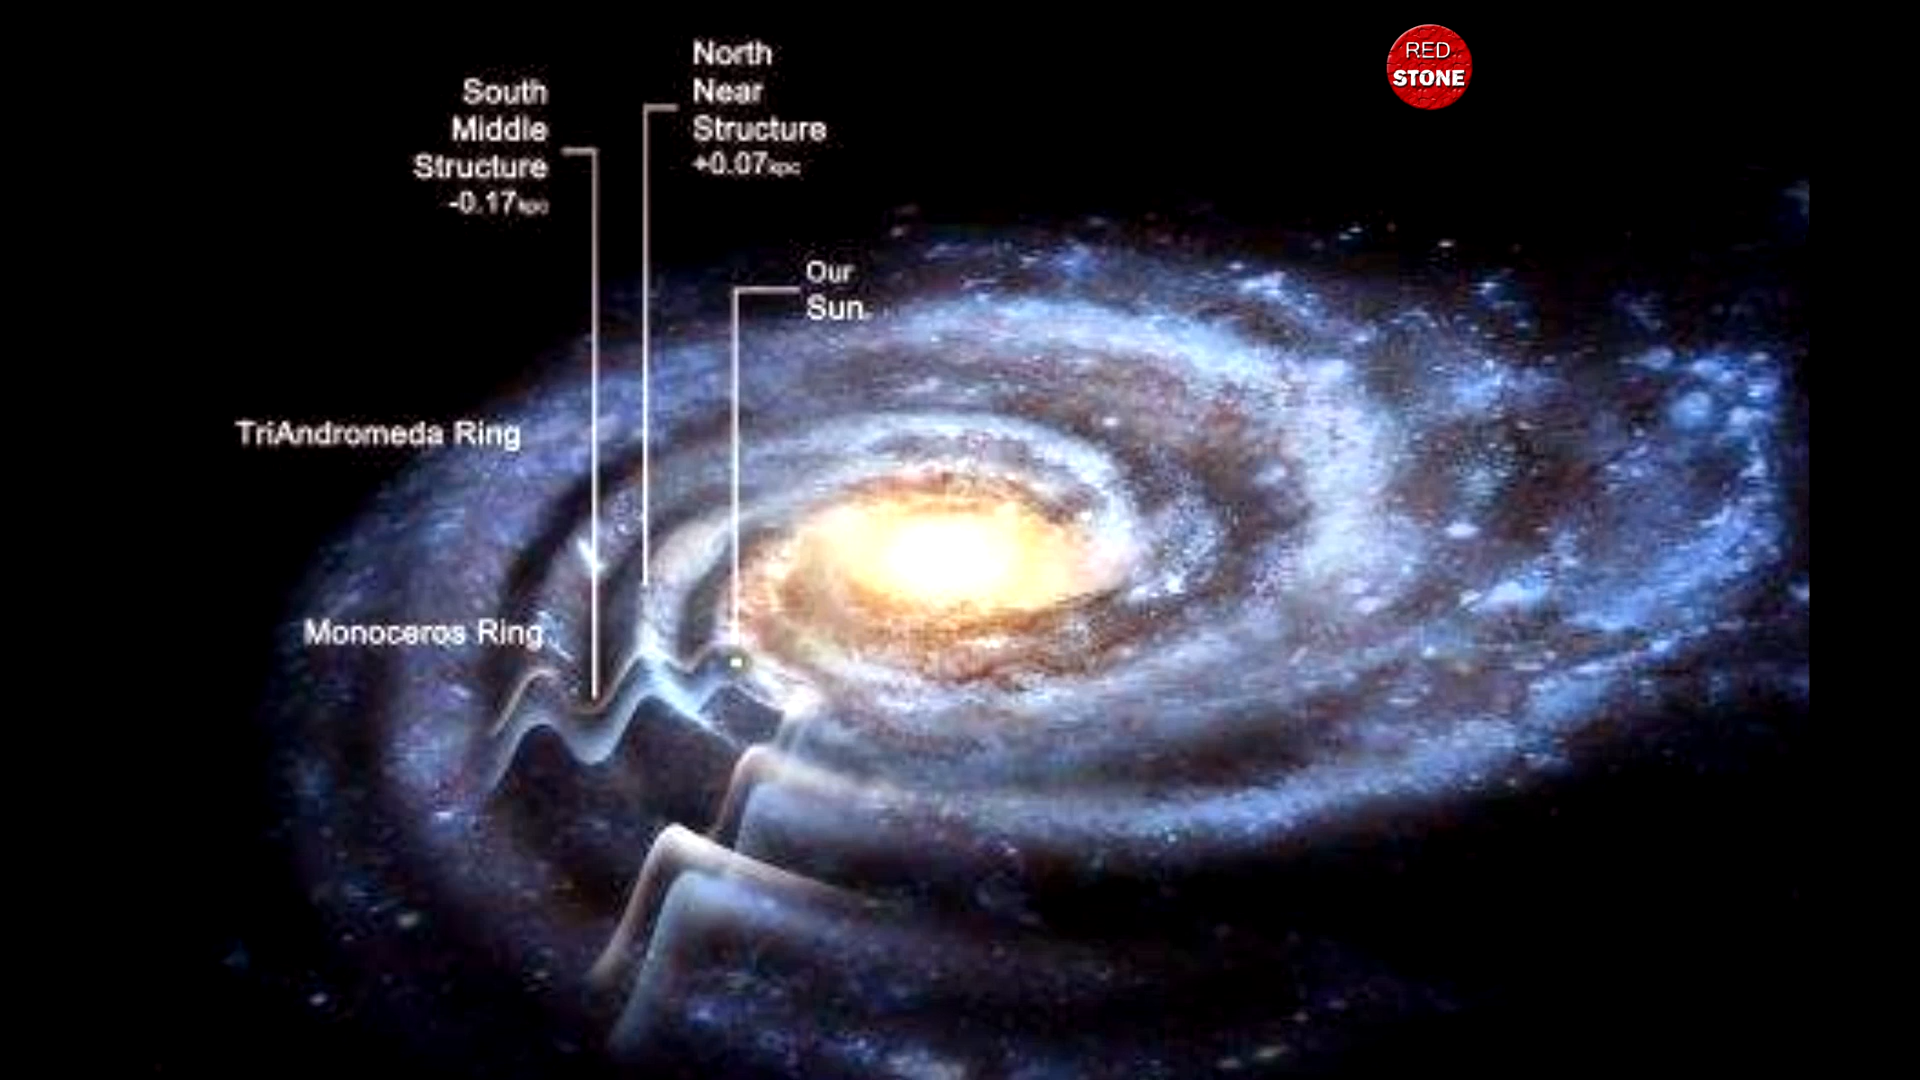 North
Near
Structure
+0.07kpc
South
Middle
Structure
-0.17kpc
Our
Sun
TriAndromeda Ring
Monoceros Ring
RED
STONE